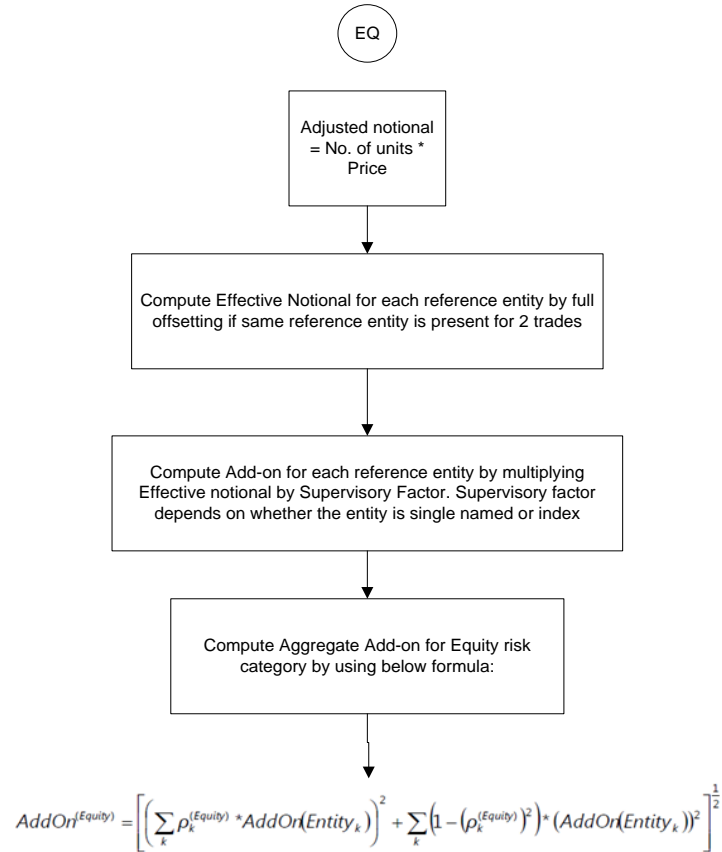 EQ
Adjusted notional
= No. of units *
Price
Compute Effective Notional for each reference entity by full
offsetting if same reference entity is present for 2 trades
Compute Add-on for each reference entity by multiplying
Effective notional by Supervisory Factor. Supervisory factor
depends on whether the entity is single named or index
Compute Aggregate Add-on for Equity risk
category by using below formula:
AddOn^(Equity) = [(∑_k ρ_k^(Equity) * AddOn(Entity_k))^2 + ∑_k (1 − (ρ_k^(Equity))^2) * (AddOn(Entity_k))^2]^(1/2)